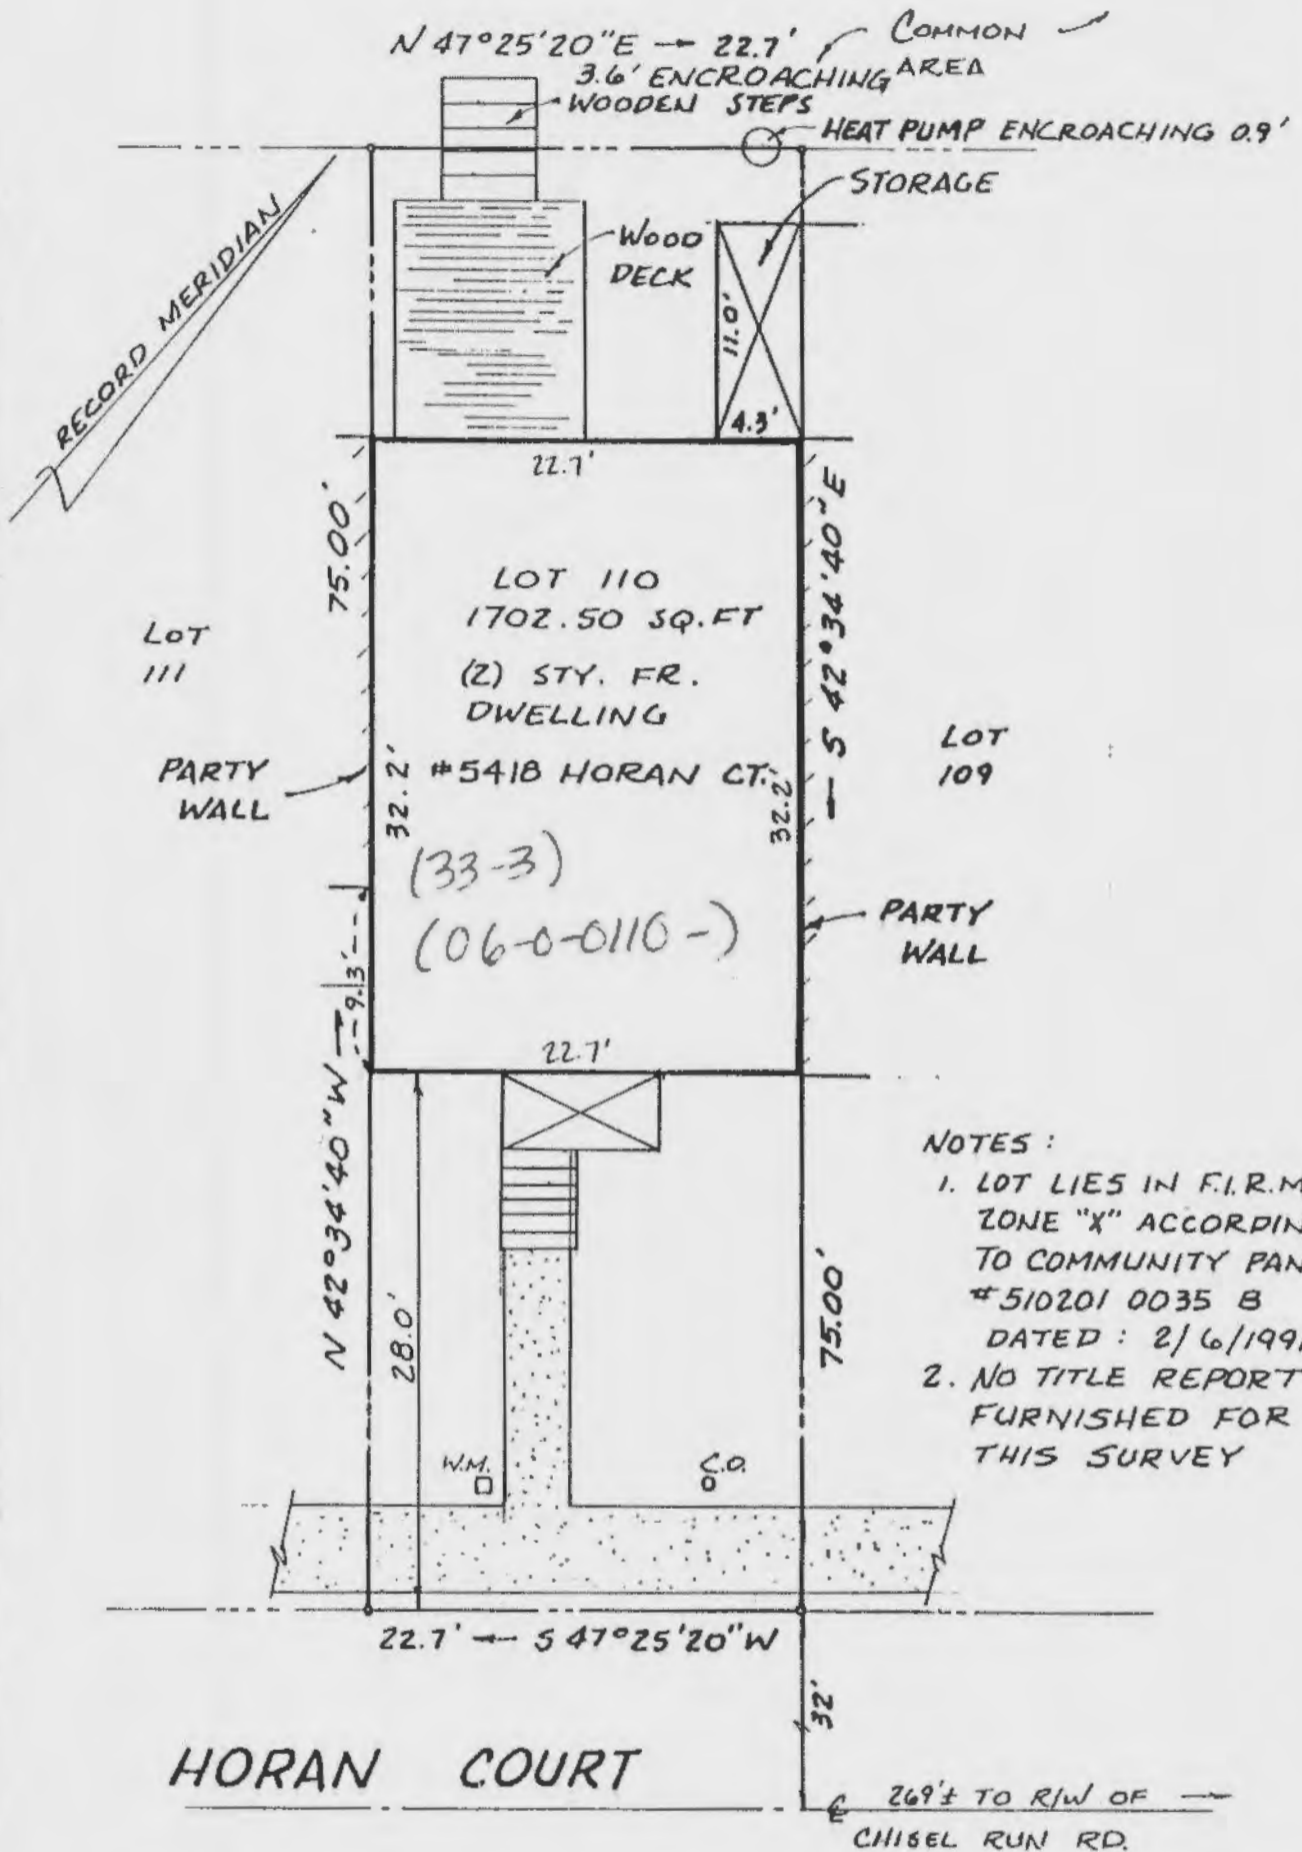 N 47°25'20"E → 22.7'
COMMON
AREA
3.6' ENCROACHING
WOODEN STEPS
HEAT PUMP ENCROACHING 0.9'
STORAGE
RECORD MERIDIAN
WOOD
DECK
11.0'
4.3'
22.7'
75.00'
← S 42°34'40"E
LOT 110
1702.50 SQ.FT
(2) STY. FR.
DWELLING
#5418 HORAN CT.
LOT
111
LOT
109
PARTY
WALL
32.2'
32.2'
(33-3)
(06-0-0110-)
PARTY
WALL
9.3'
22.7'
N 42°34'40"W →
28.0'
75.00'
NOTES:
1. LOT LIES IN F.I.R.M
ZONE "X" ACCORDIN
TO COMMUNITY PAN
#510201 0035 B
DATED: 2/6/199
2. NO TITLE REPORT
FURNISHED FOR
THIS SURVEY
W.M.
C.O.
22.7' ← S 47°25'20"W
32'
HORAN COURT
℄ 269'± TO R/W OF
CHISEL RUN RD.